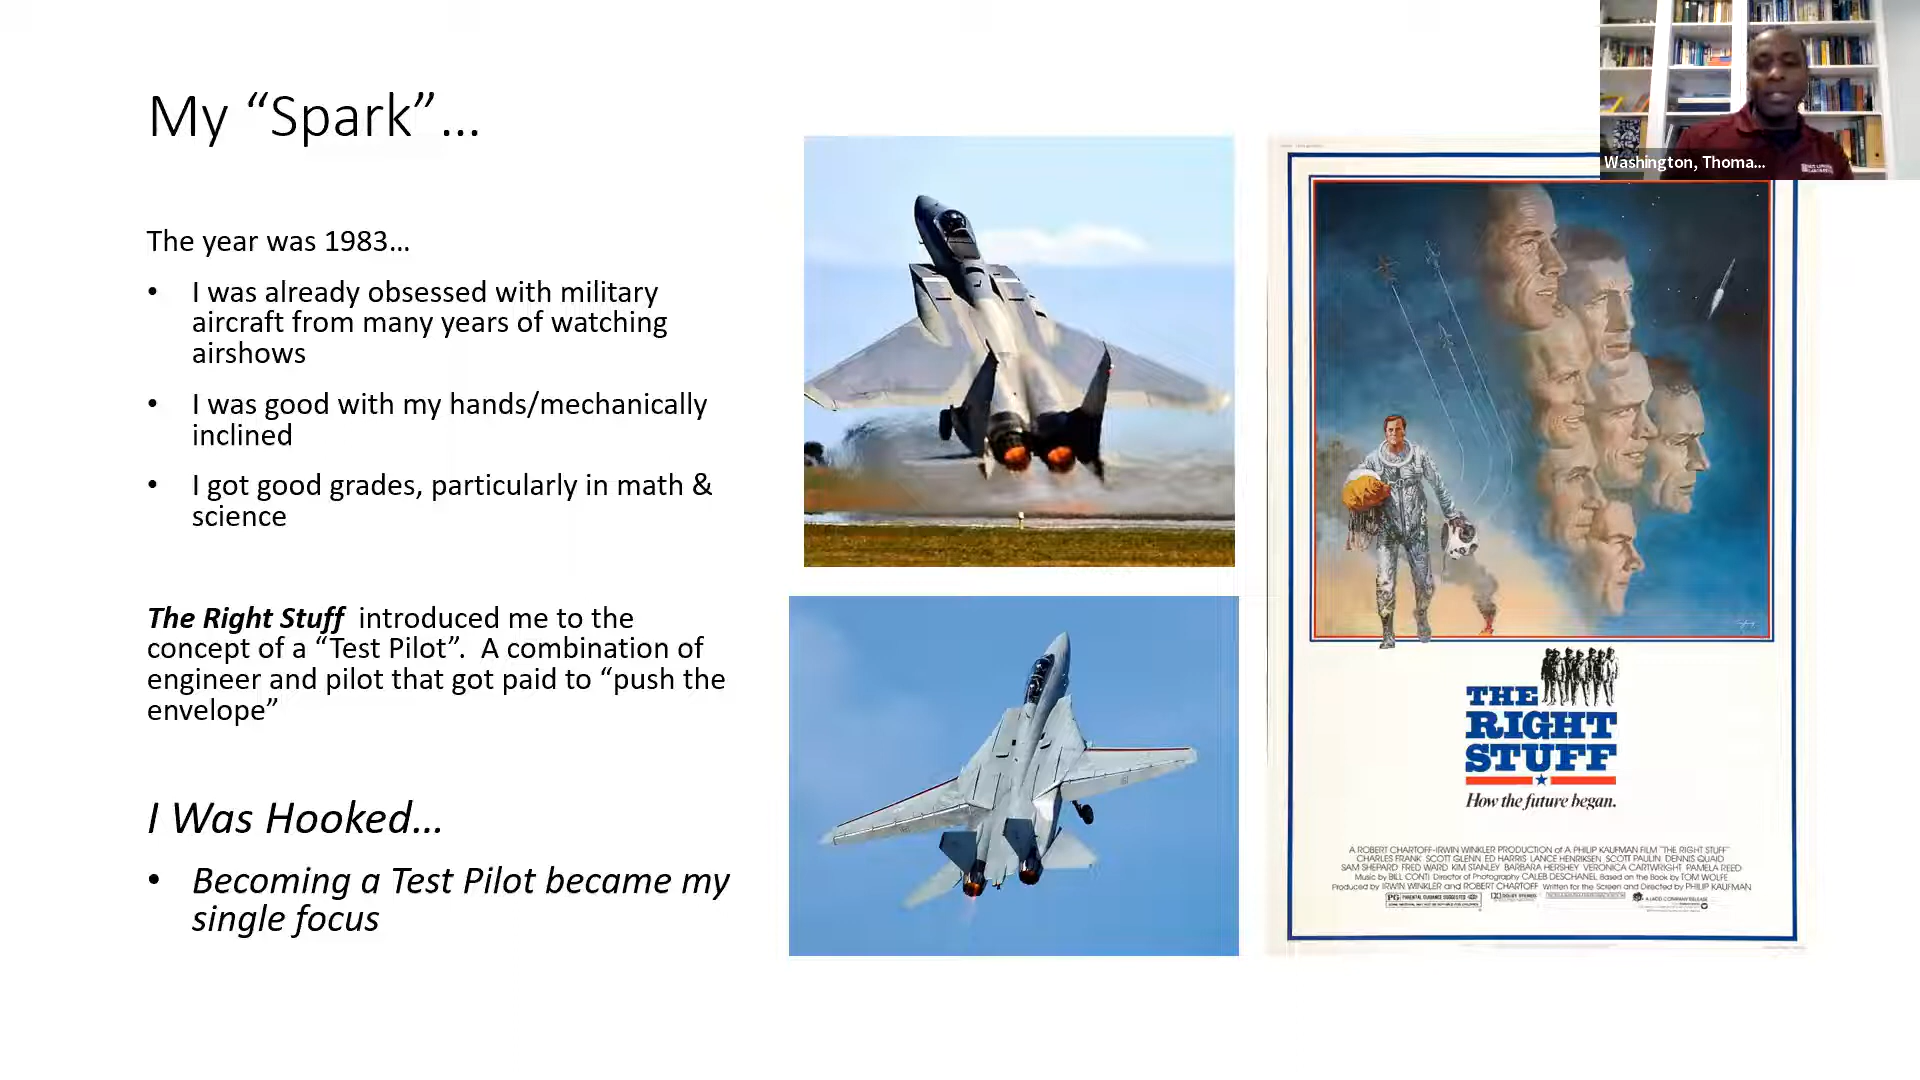 My “Spark”...
The year was 1983...
• I was already obsessed with military
aircraft from many years of watching
airshows
• I was good with my hands/mechanically
inclined
• I got good grades, particularly in math &
science
The Right Stuff introduced me to the
concept of a “Test Pilot”. A combination of
engineer and pilot that got paid to “push the
envelope”
I Was Hooked...
• Becoming a Test Pilot became my
single focus
Washington, Thoma...
THE
RIGHT
STUFF
How the future began.
A ROBERT CHARTOFF-IRWIN WINKLER PRODUCTION of A PHILIP KAUFMAN FILM “THE RIGHT STUFF”
CHARLES FRANK SCOTT GLENN ED HARRIS LANCE HENRIKSEN SCOTT PAULIN DENNIS QUAID
SAM SHEPARD FRED WARD KIM STANLEY BARBARA HERSHEY VERONICA CARTWRIGHT PAMELA REED
Music by BILL CONTI Director of Photography CALEB DESCHANEL Based on the Book by TOM WOLFE
Produced by IRWIN WINKLER and ROBERT CHARTOFF Written for the Screen and Directed by PHILIP KAUFMAN
PG PARENTAL GUIDANCE SUGGESTED
A LADD COMPANY RELEASE